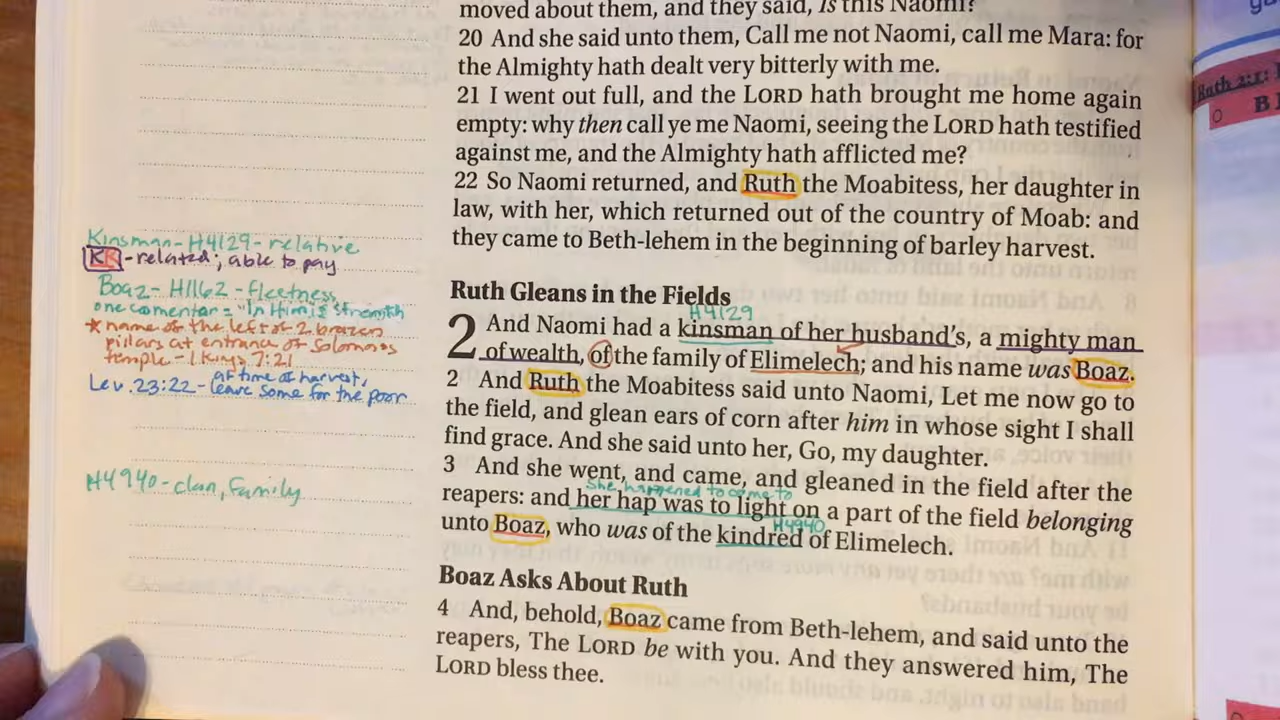 moved about them, and they said, Is this Naomi?
20 And she said unto them, Call me not Naomi, call me Mara: for
the Almighty hath dealt very bitterly with me.
21 I went out full, and the LORD hath brought me home again
empty: why then call ye me Naomi, seeing the LORD hath testified
against me, and the Almighty hath afflicted me?
22 So Naomi returned, and Ruth the Moabitess, her daughter in
law, with her, which returned out of the country of Moab: and
they came to Beth-lehem in the beginning of barley harvest.
Kinsman-H4129-relative
KR-related; able to pay
Boaz-H1162-fleetness
one comentar= "In Him is strength
*name of the left of 2 brazen
pillars at entrance of Solomons
temple-1.Kings 7:21
Lev. 23:22-at time of harvest,
leave some for the poor
H4940-clan, Family
Ruth Gleans in the Fields
H4129
2 And Naomi had a kinsman of her husband's, a mighty man
of wealth, of the family of Elimelech; and his name was Boaz.
2 And Ruth the Moabitess said unto Naomi, Let me now go to
the field, and glean ears of corn after him in whose sight I shall
find grace. And she said unto her, Go, my daughter.
3 And she went, and came, and gleaned in the field after the
She happened to come to
reapers: and her hap was to light on a part of the field belonging
H4940
unto Boaz, who was of the kindred of Elimelech.
Boaz Asks About Ruth
4 And, behold, Boaz came from Beth-lehem, and said unto the
reapers, The LORD be with you. And they answered him, The
LORD bless thee.
Ruth 2:1: